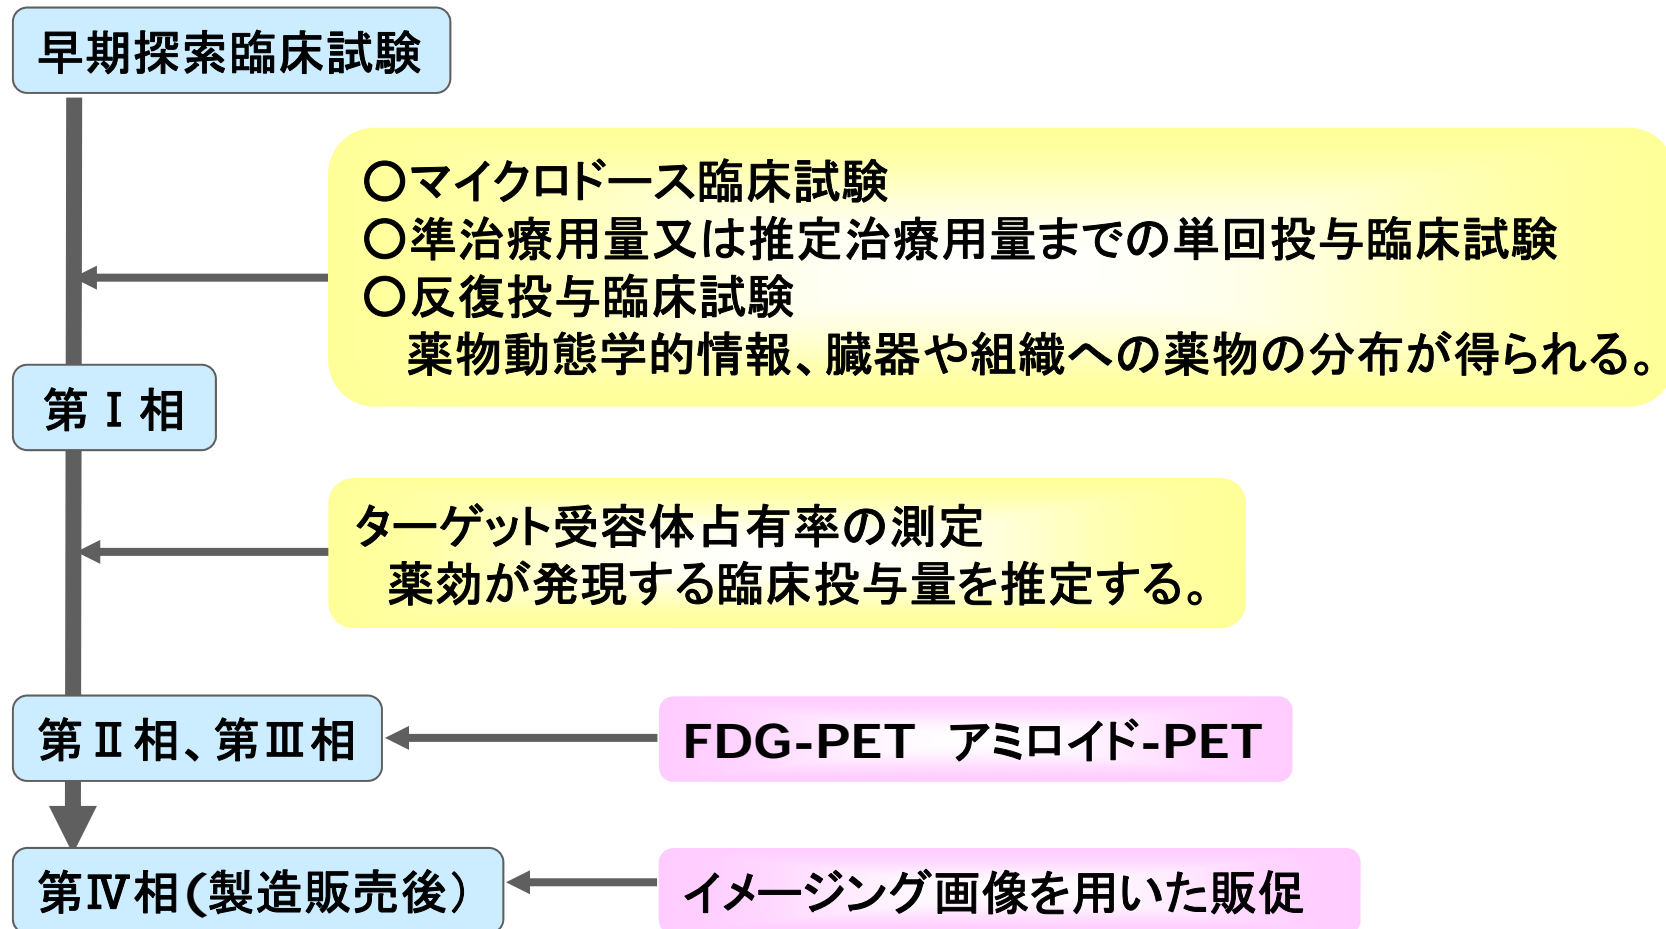 早期探索臨床試験
〇マイクロドース臨床試験
〇準治療用量又は推定治療用量までの単回投与臨床試験
〇反復投与臨床試験
薬物動態学的情報、臓器や組織への薬物の分布が得られる。
第Ⅰ相
ターゲット受容体占有率の測定
薬効が発現する臨床投与量を推定する。
第Ⅱ相、第Ⅲ相
FDG-PET　アミロイド-PET
第Ⅳ相(製造販売後）
イメージング画像を用いた販促